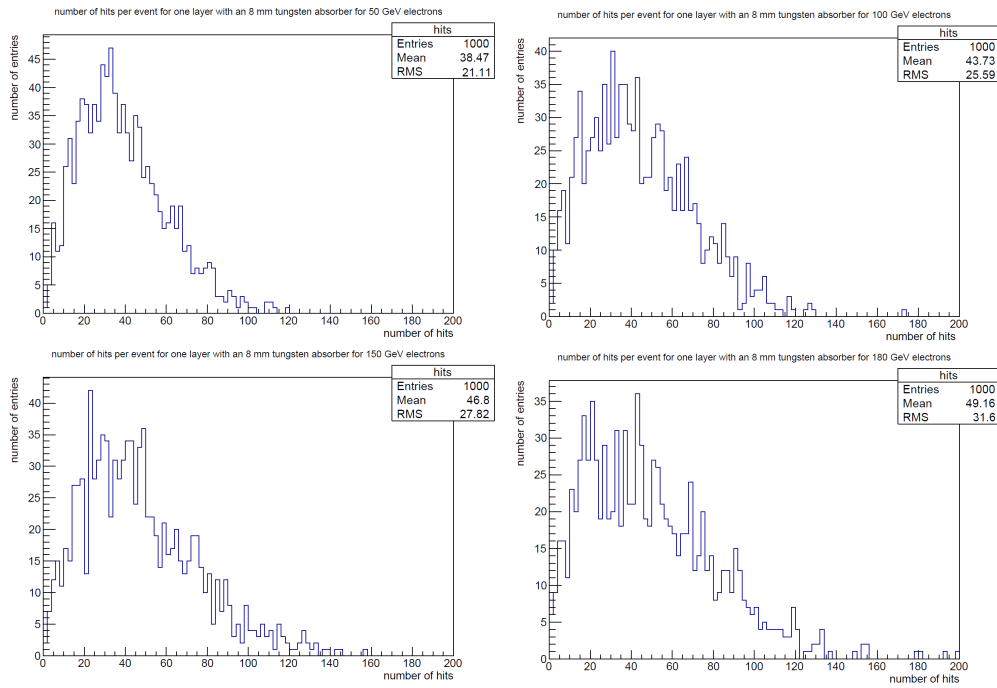 number of hits per event for one layer with an 8 mm tungsten absorber for 50 GeV electrons
hits
Entries 1000
Mean 38.47
RMS 21.11
number of entries
45
40
35
30
25
20
15
10
5
0
0 20 40 60 80 100 120 140 160 180 200
number of hits
number of hits per event for one layer with an 8 mm tungsten absorber for 100 GeV electrons
hits
Entries 1000
Mean 43.73
RMS 25.59
number of entries
40
35
30
25
20
15
10
5
0
0 20 40 60 80 100 120 140 160 180 200
number of hits
number of hits per event for one layer with an 8 mm tungsten absorber for 150 GeV electrons
hits
Entries 1000
Mean 46.8
RMS 27.82
number of entries
40
35
30
25
20
15
10
5
0
0 20 40 60 80 100 120 140 160 180 200
number of hits
number of hits per event for one layer with an 8 mm tungsten absorber for 180 GeV electrons
hits
Entries 1000
Mean 49.16
RMS 31.6
number of entries
35
30
25
20
15
10
5
0
0 20 40 60 80 100 120 140 160 180 200
number of hits